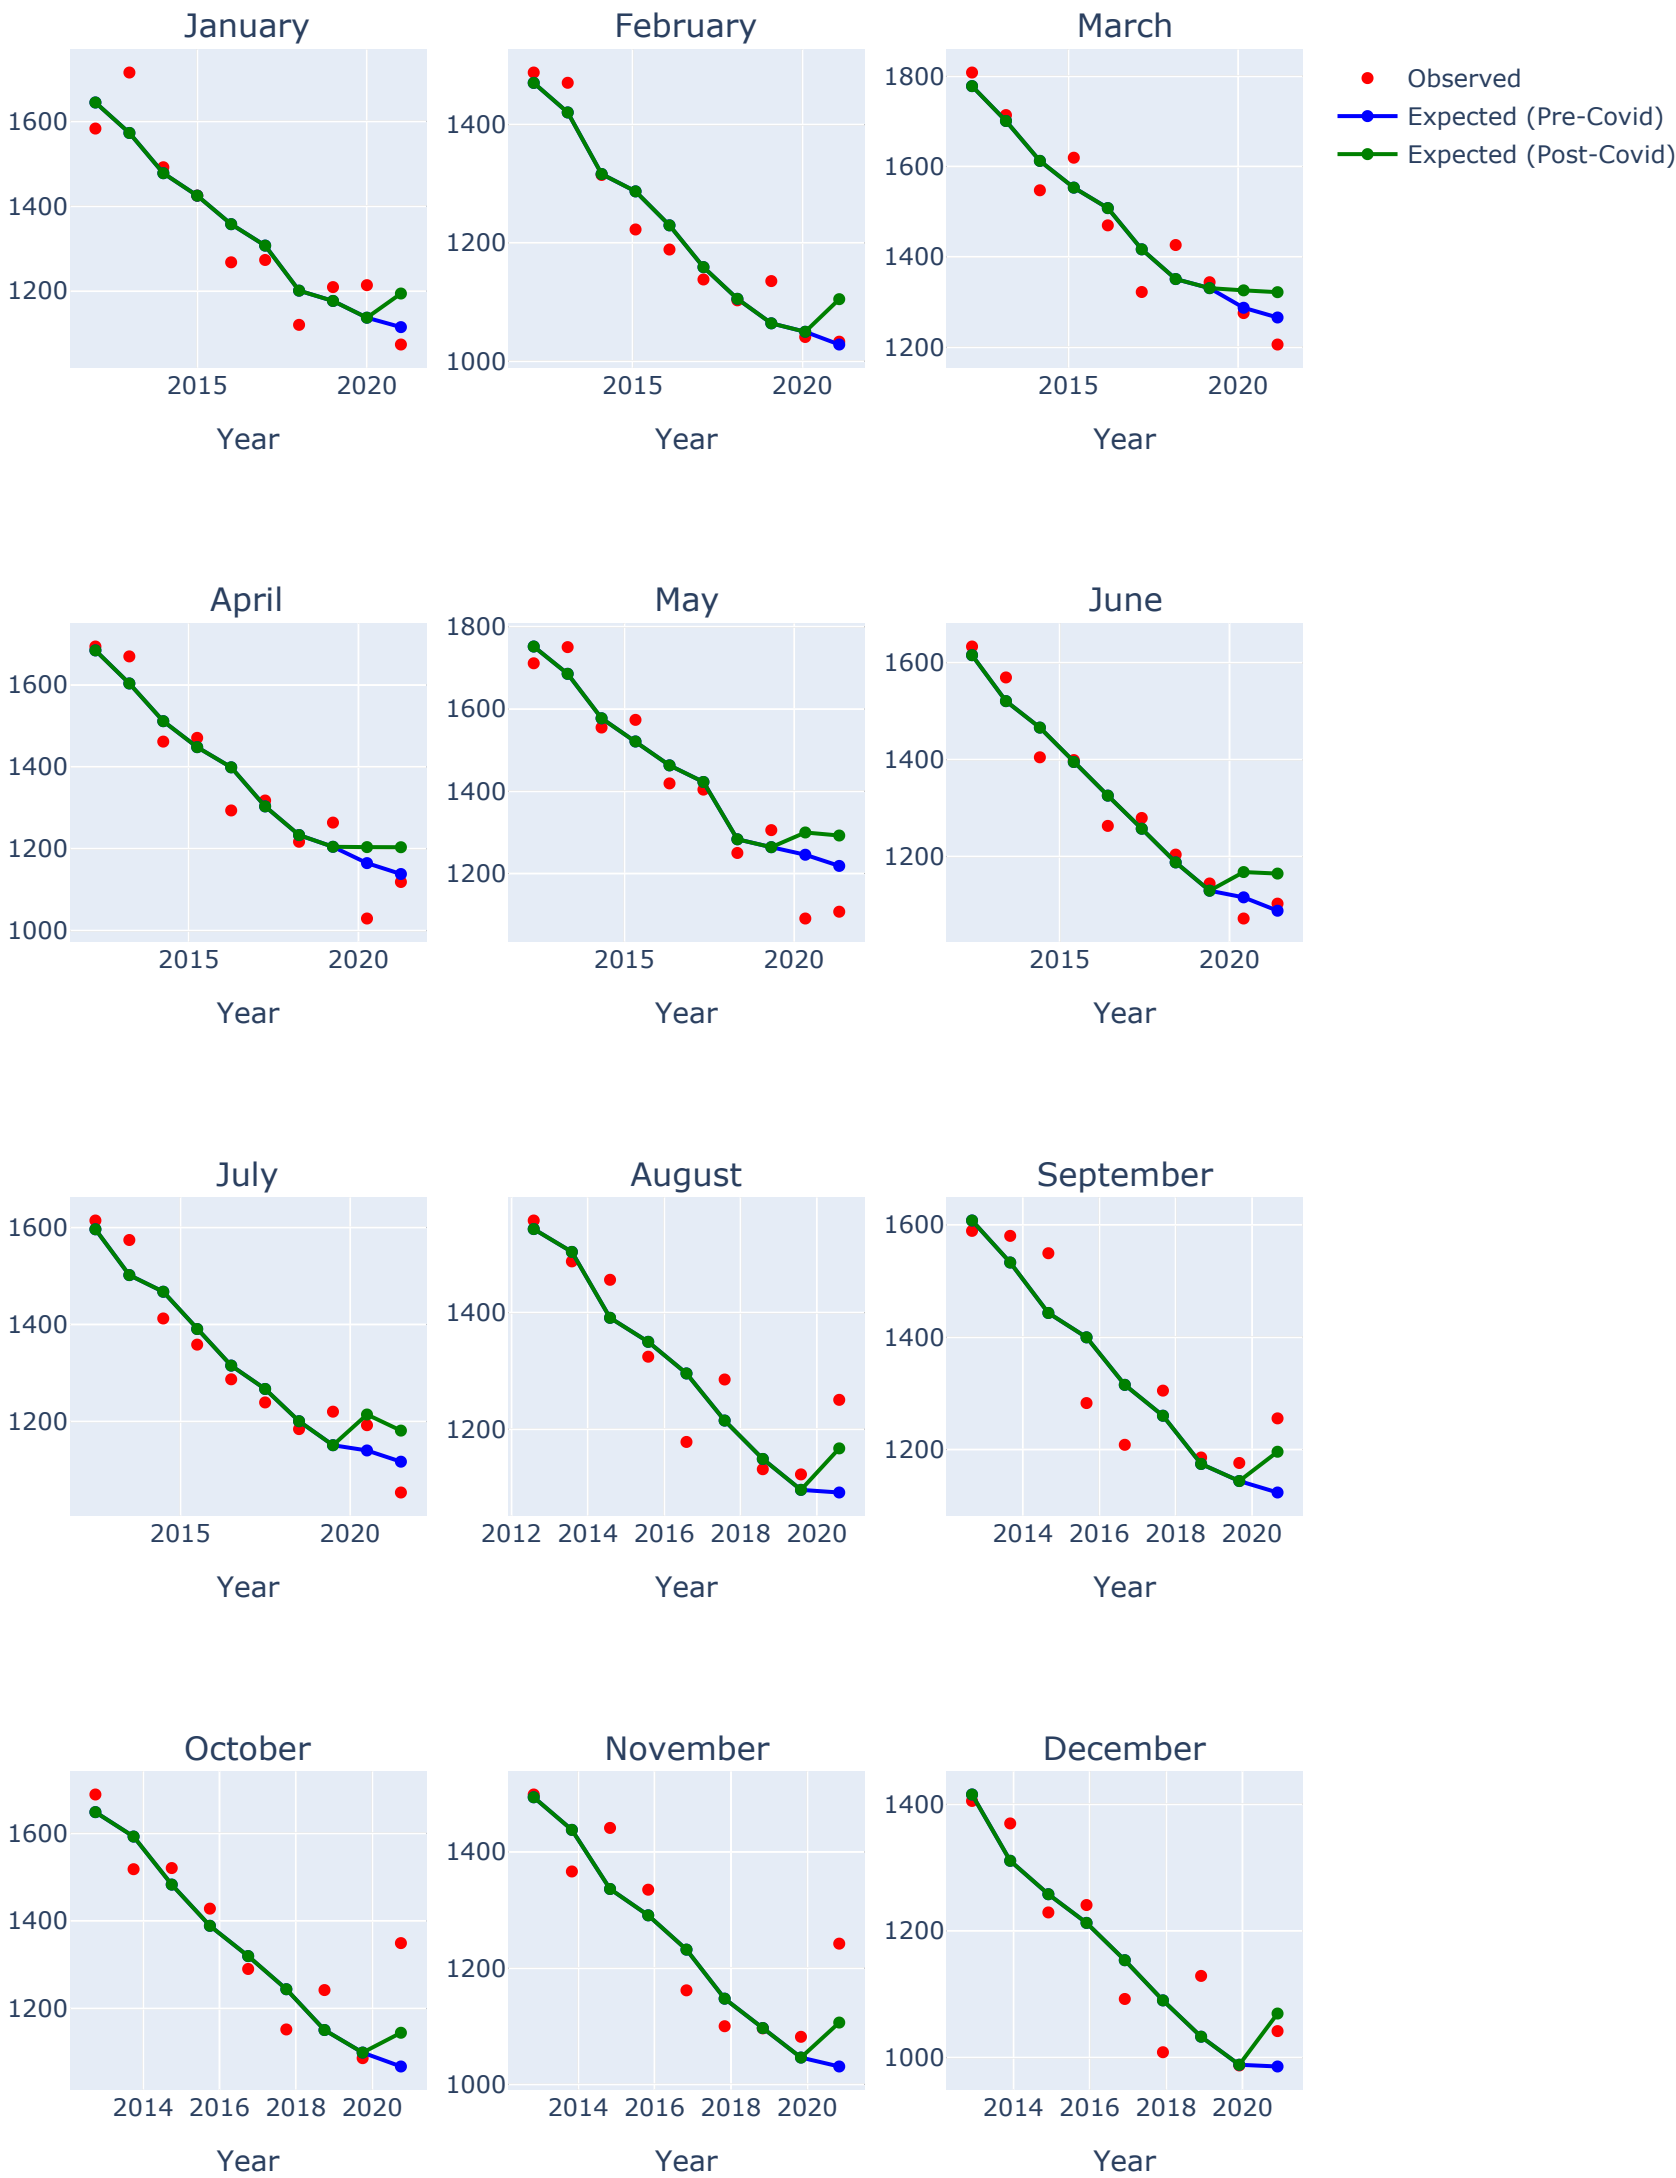 January February March
1600
1400
1200
2015 2020
Year
1400
1200
1000
2015 2020
Year
1800
1600
1400
1200
2015 2020
Year
Observed
Expected (Pre-Covid)
Expected (Post-Covid)
April May June
1600
1400
1200
1000
2015 2020
Year
1800
1600
1400
1200
2015 2020
Year
1600
1400
1200
2015 2020
Year
July August September
1600
1400
1200
2015 2020
Year
1400
1200
2012 2014 2016 2018 2020
Year
1600
1400
1200
2014 2016 2018 2020
Year
October November December
1600
1400
1200
2014 2016 2018 2020
Year
1400
1200
1000
2014 2016 2018 2020
Year
1400
1200
1000
2014 2016 2018 2020
Year